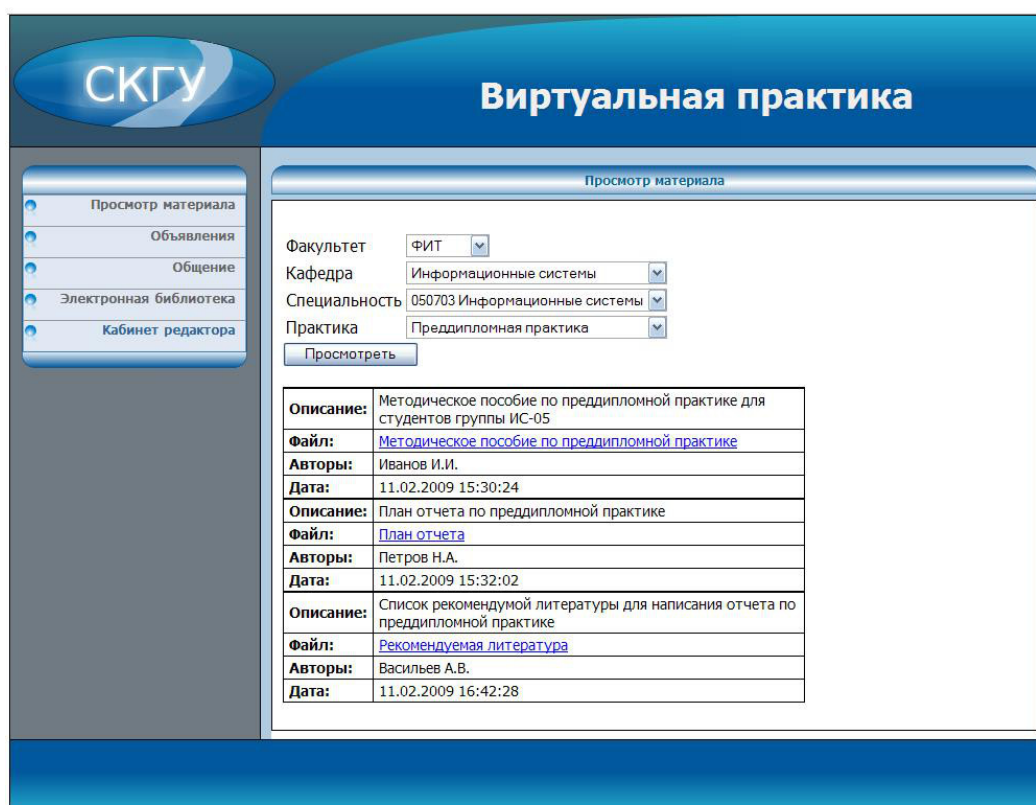 СКГУ
Виртуальная практика
Просмотр материала
Объявления
Общение
Электронная библиотека
Кабинет редактора
Просмотр материала
Факультет ФИТ
Кафедра Информационные системы
Специальность 050703 Информационные системы
Практика Преддипломная практика
Просмотреть
Описание: Методическое пособие по преддипломной практике для
студентов группы ИС-05
Файл: Методическое пособие по преддипломной практике
Авторы: Иванов И.И.
Дата: 11.02.2009 15:30:24
Описание: План отчета по преддипломной практике
Файл: План отчета
Авторы: Петров Н.А.
Дата: 11.02.2009 15:32:02
Описание: Список рекомендумой литературы для написания отчета по
преддипломной практике
Файл: Рекомендуемая литература
Авторы: Васильев А.В.
Дата: 11.02.2009 16:42:28